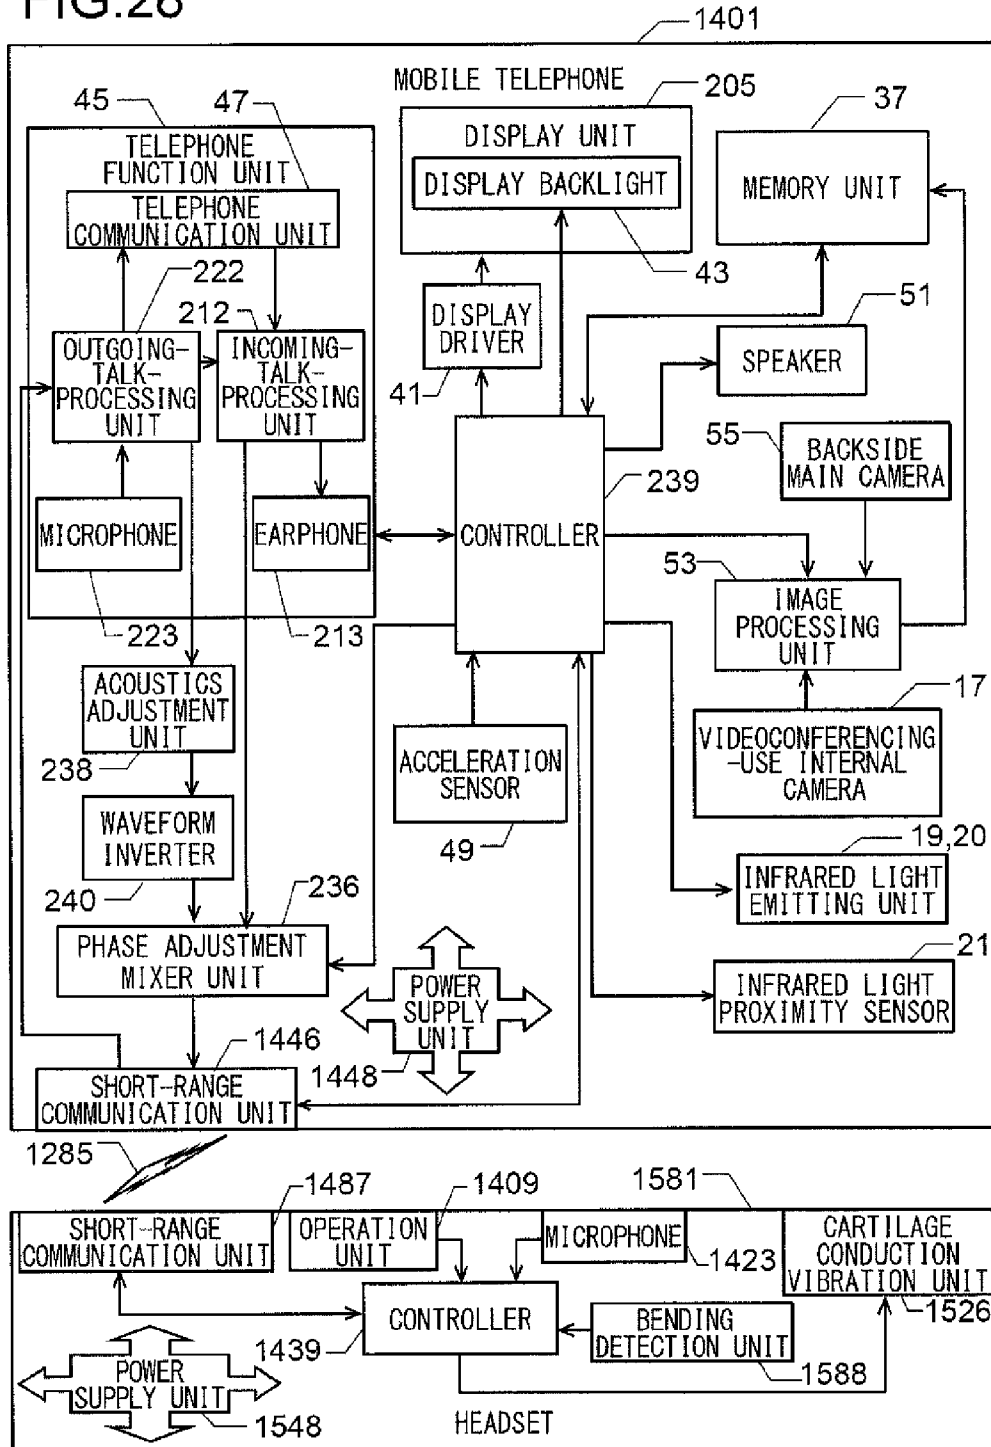 FIG.28
1401
MOBILE TELEPHONE
45
47
205
37
TELEPHONE
FUNCTION UNIT
TELEPHONE
COMMUNICATION UNIT
DISPLAY UNIT
DISPLAY BACKLIGHT
MEMORY UNIT
222
212
43
51
OUTGOING-
TALK-
PROCESSING
UNIT
INCOMING-
TALK-
PROCESSING
UNIT
DISPLAY
DRIVER
41
SPEAKER
55
BACKSIDE
MAIN CAMERA
239
MICROPHONE
EARPHONE
CONTROLLER
53
IMAGE
PROCESSING
UNIT
223
213
ACOUSTICS
ADJUSTMENT
UNIT
238
17
VIDEOCONFERENCING
-USE INTERNAL
CAMERA
ACCELERATION
SENSOR
49
WAVEFORM
INVERTER
240
236
19,20
INFRARED LIGHT
EMITTING UNIT
PHASE ADJUSTMENT
MIXER UNIT
21
INFRARED LIGHT
PROXIMITY SENSOR
POWER
SUPPLY
UNIT
1448
1446
SHORT-RANGE
COMMUNICATION UNIT
1285
1487
1409
1581
SHORT-RANGE
COMMUNICATION UNIT
OPERATION
UNIT
MICROPHONE
1423
CARTILAGE
CONDUCTION
VIBRATION UNIT
1526
CONTROLLER
1439
BENDING
DETECTION UNIT
1588
POWER
SUPPLY UNIT
1548
HEADSET